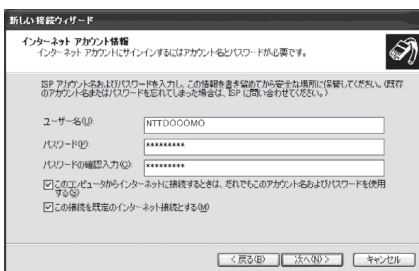 新しい接続ウィザード
インターネット アカウント情報
インターネット アカウントにサインインするにはアカウント名とパスワードが必要です。
ISP アカウント名およびパスワードを入力し、この情報を書き留めてから安全な場所に保管してください。(既存
のアカウント名またはパスワードを忘れてしまった場合は、ISP に問い合わせてください。)
ユーザー名(U): NTTDOCOMO
パスワード(P): *********
パスワードの確認入力(C): *********
このコンピュータからインターネットに接続するときは、だれでもこのアカウント名およびパスワードを使用
する(S)
この接続を既定のインターネット接続とする(M)
< 戻る(B) 次へ(N) > キャンセル